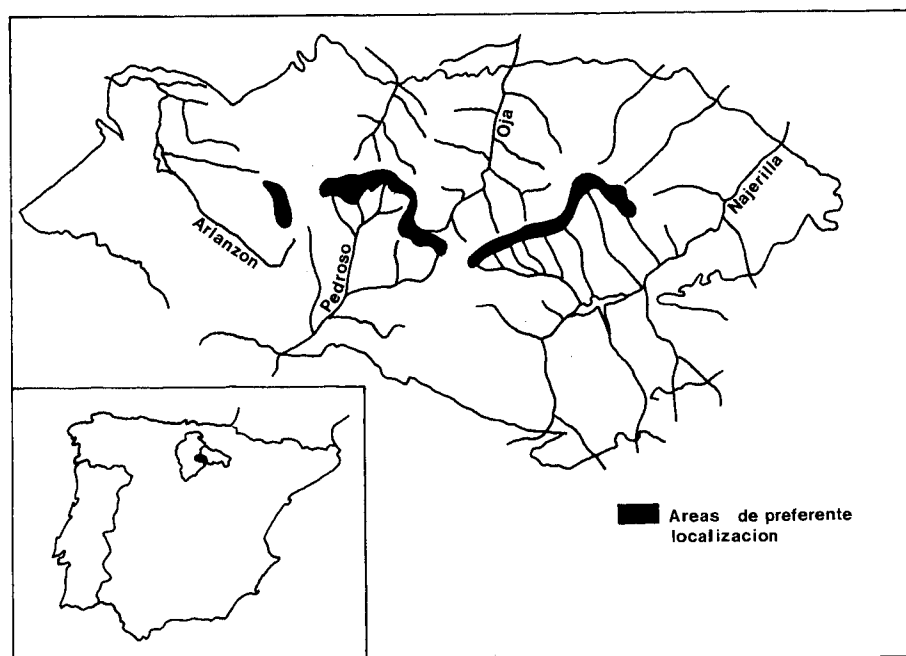 Oja
Najerilla
Arlanzon
Pedroso
Areas de preferente
localizacion